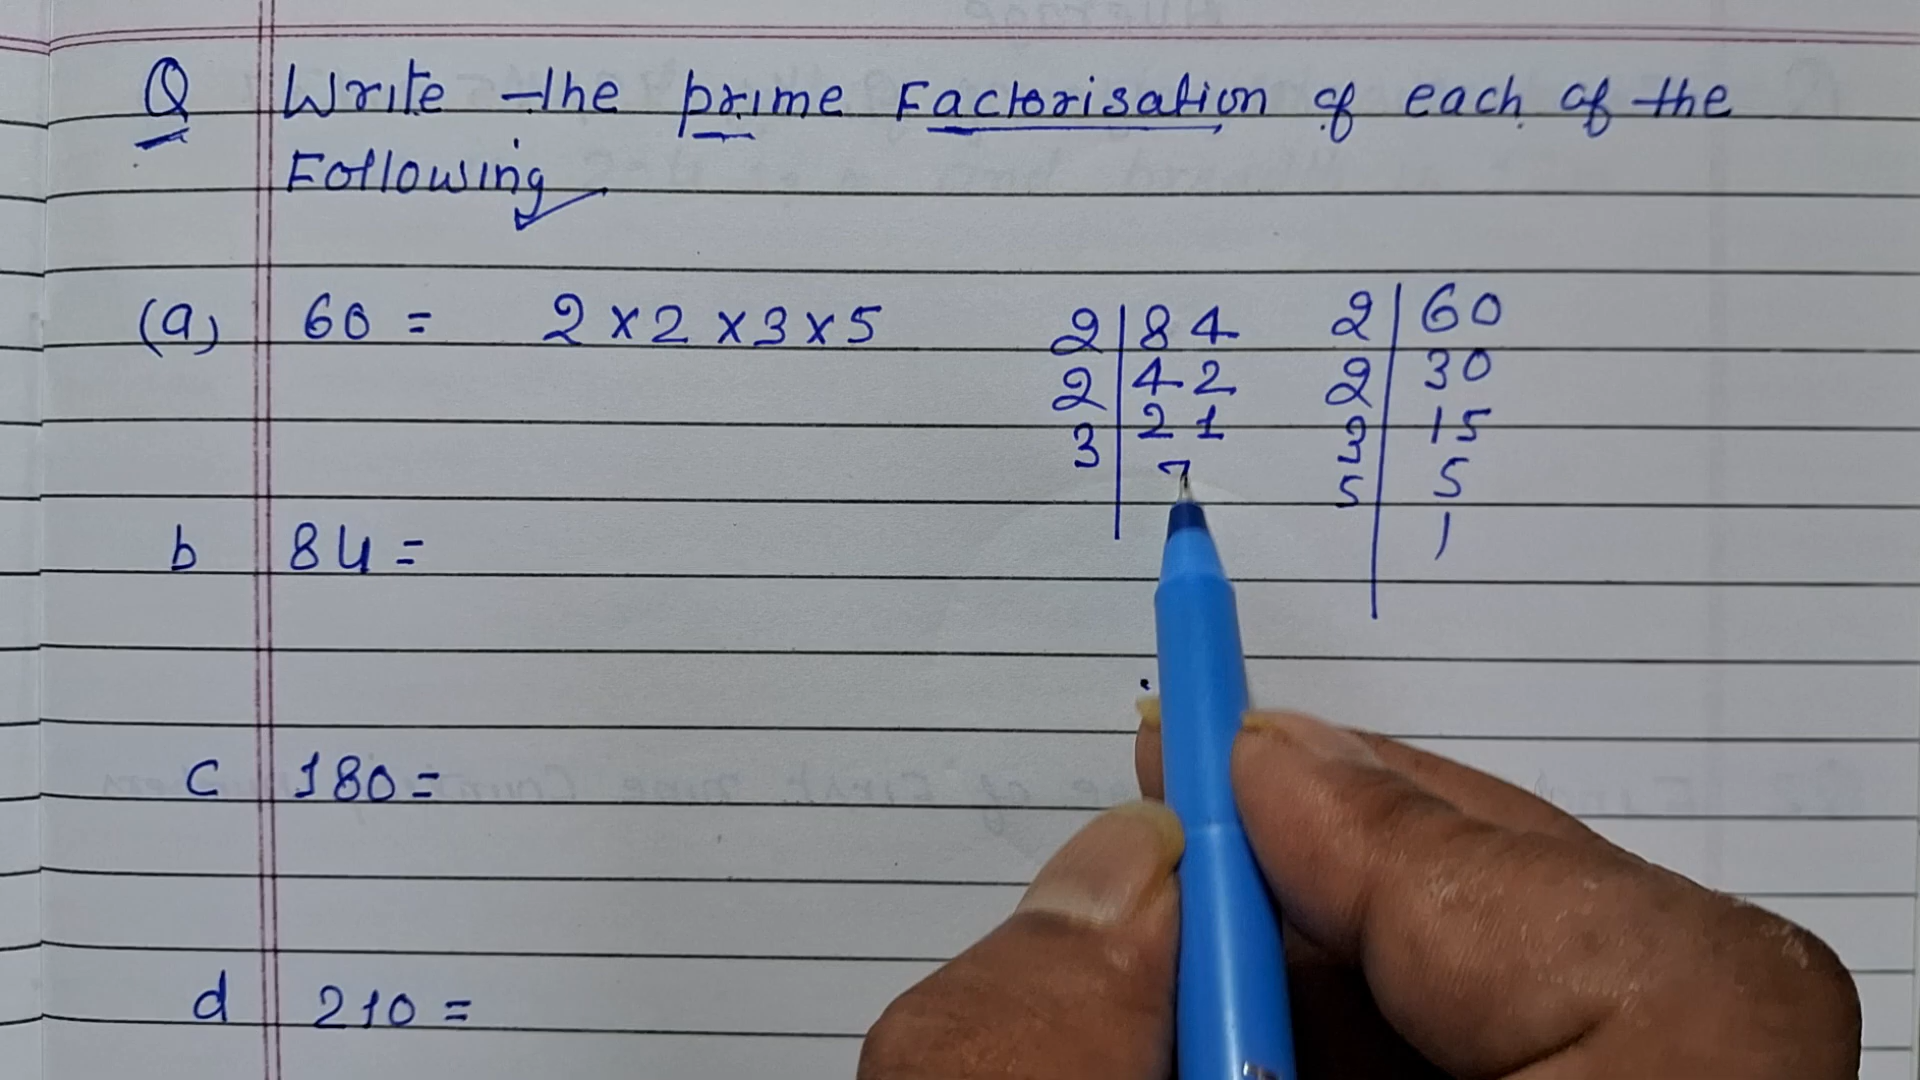 Q Write the prime Factorisation of each of the
Following
(a) 60 = 2 x 2 x 3 x 5
2 | 84
2 | 42
3 | 21
7
2 | 60
2 | 30
3 | 15
5 | 5
1
b 84 =
c 180 =
d 210 =